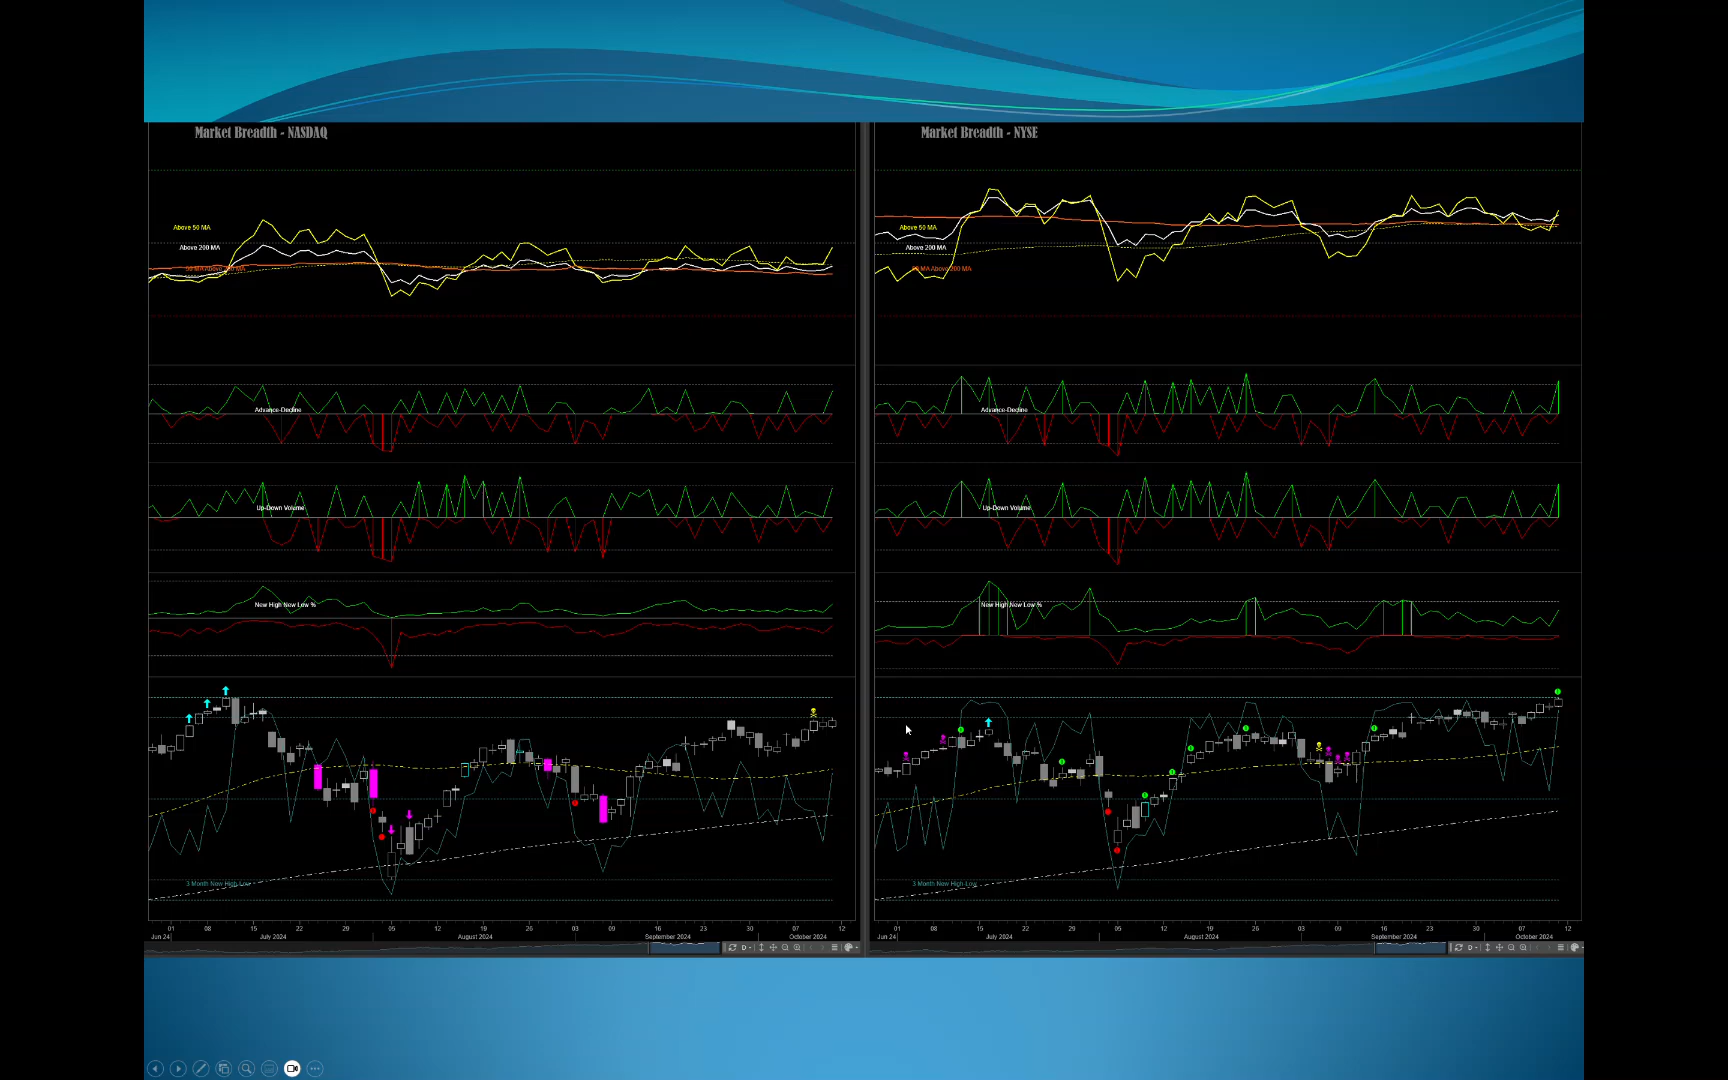 Market Breadth - NASDAQ
Above 50 MA
Above 200 MA
50 MA Above 200 MA
Advance-Decline
Up-Down Volume
New High New Low %
3 Month New High-Low
01 08 15 22 29 05 12 19 26 03 09 16 23 30 07 12
Jun 24 July 2024 August 2024 September 2024 October 2024
D
Market Breadth - NYSE
Above 50 MA
Above 200 MA
MA Above 200 MA
Advance-Decline
Up-Down Volume
New High New Low %
3 Month New High-Low
01 08 15 22 29 05 12 19 26 03 09 16 23 30 07 12
Jun 24 July 2024 August 2024 September 2024 October 2024
D